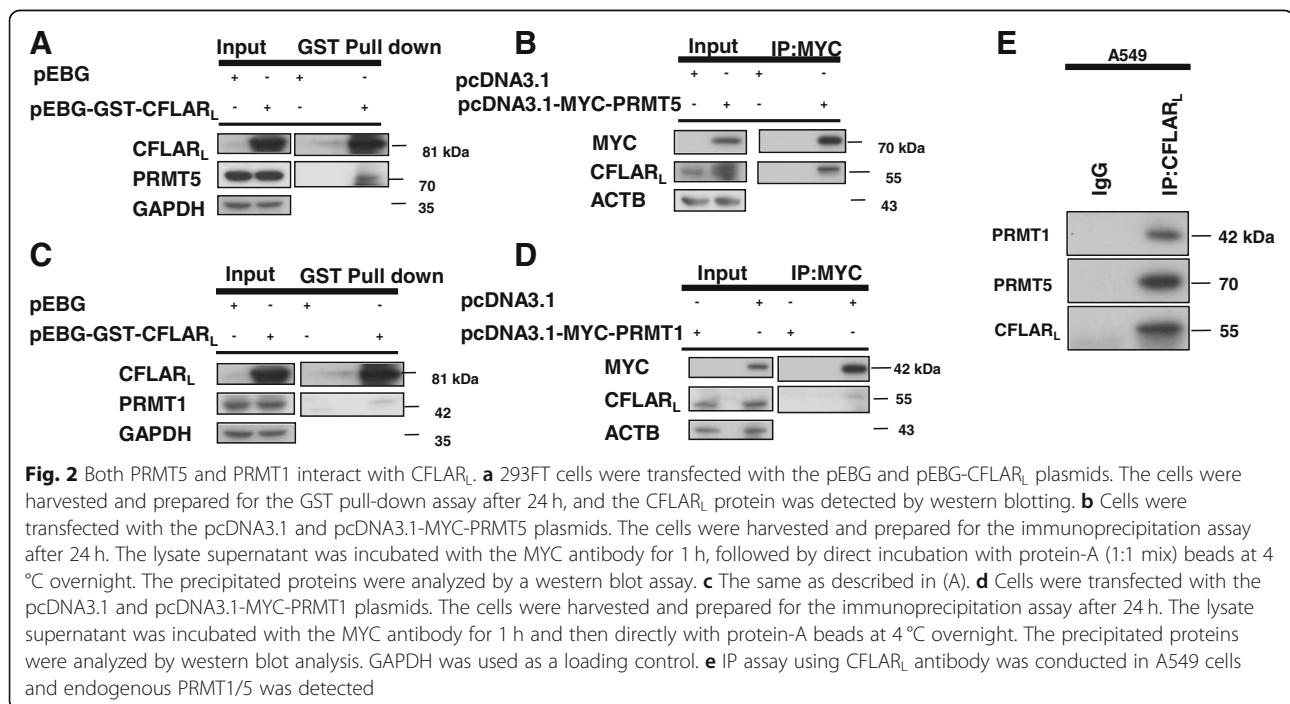 A
Input GST Pull down
pEBG + - + -
pEBG-GST-CFLARL - + - +
CFLARL 81 kDa
PRMT5 70
GAPDH 35
B
Input IP:MYC
pcDNA3.1 + - + -
pcDNA3.1-MYC-PRMT5 - + - +
MYC 70 kDa
CFLARL 55
ACTB 43
C
Input GST Pull down
pEBG + - + -
pEBG-GST-CFLARL - + - +
CFLARL 81 kDa
PRMT1 42
GAPDH 35
D
Input IP:MYC
pcDNA3.1 - + - +
pcDNA3.1-MYC-PRMT1 + - + -
MYC 42 kDa
CFLARL 55
ACTB 43
E
A549
IgG IP:CFLARL
PRMT1 42 kDa
PRMT5 70
CFLARL 55
Fig. 2 Both PRMT5 and PRMT1 interact with CFLARL. a 293FT cells were transfected with the pEBG and pEBG-CFLARL plasmids. The cells were
harvested and prepared for the GST pull-down assay after 24 h, and the CFLARL protein was detected by western blotting. b Cells were
transfected with the pcDNA3.1 and pcDNA3.1-MYC-PRMT5 plasmids. The cells were harvested and prepared for the immunoprecipitation assay
after 24 h. The lysate supernatant was incubated with the MYC antibody for 1 h, followed by direct incubation with protein-A (1:1 mix) beads at 4
°C overnight. The precipitated proteins were analyzed by a western blot assay. c The same as described in (A). d Cells were transfected with the
pcDNA3.1 and pcDNA3.1-MYC-PRMT1 plasmids. The cells were harvested and prepared for the immunoprecipitation assay after 24 h. The lysate
supernatant was incubated with the MYC antibody for 1 h and then directly with protein-A beads at 4 °C overnight. The precipitated proteins
were analyzed by western blot analysis. GAPDH was used as a loading control. e IP assay using CFLARL antibody was conducted in A549 cells
and endogenous PRMT1/5 was detected